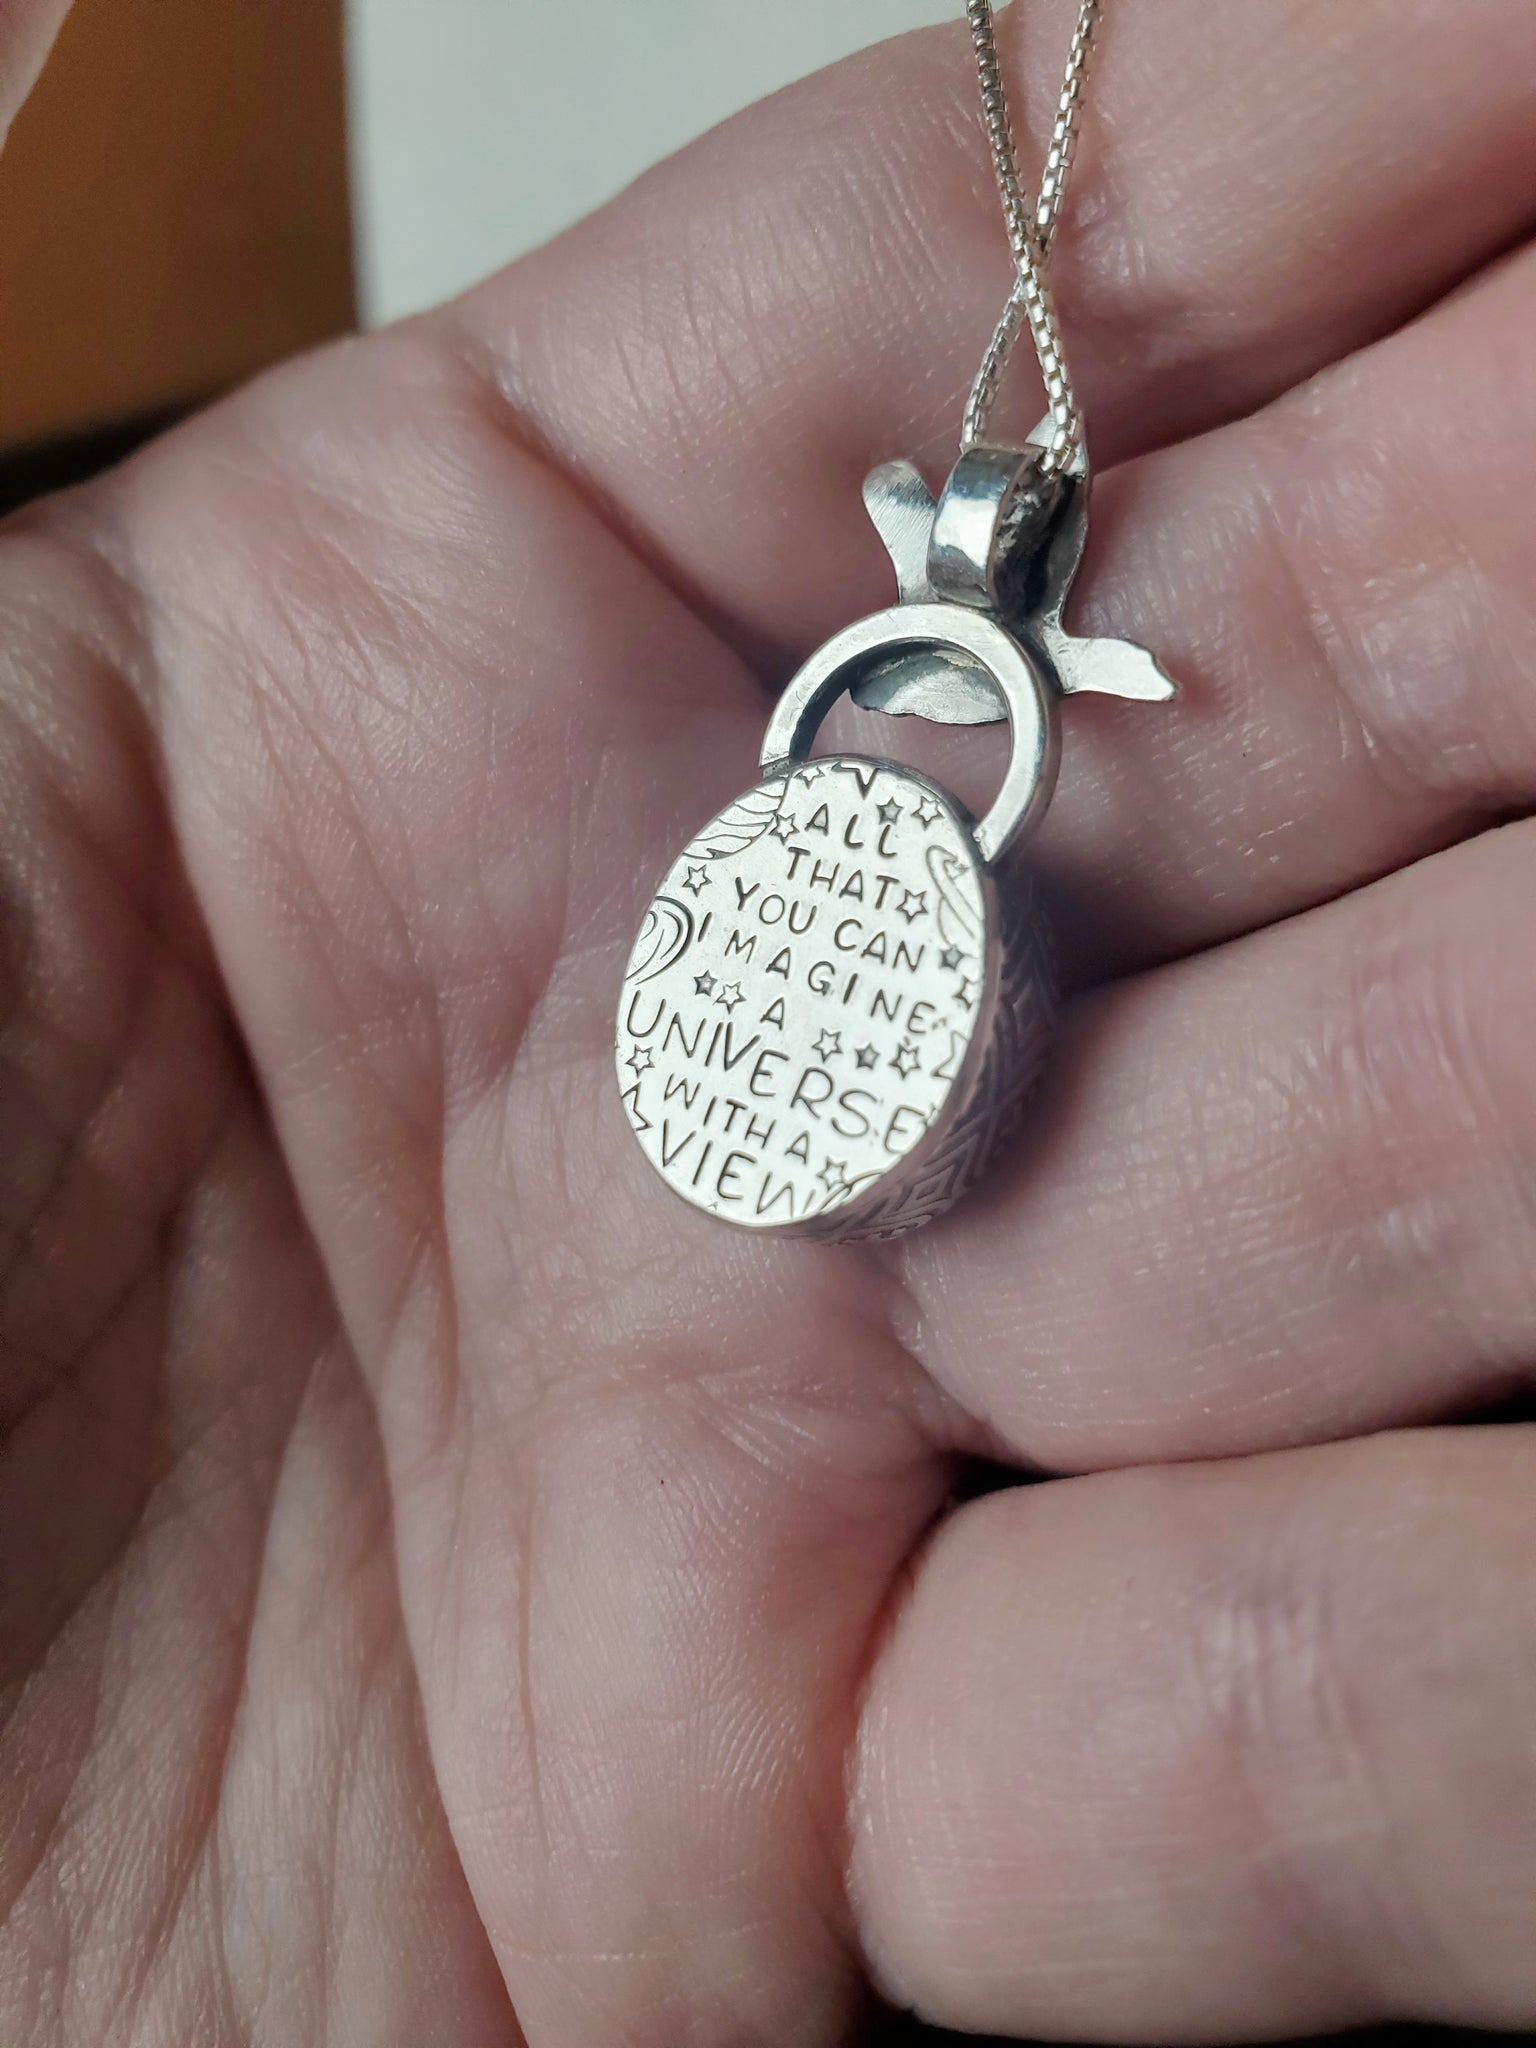 ALL
THAT
YOU CAN
IMAGINE
A
UNIVERSE
WITH A
VIEW